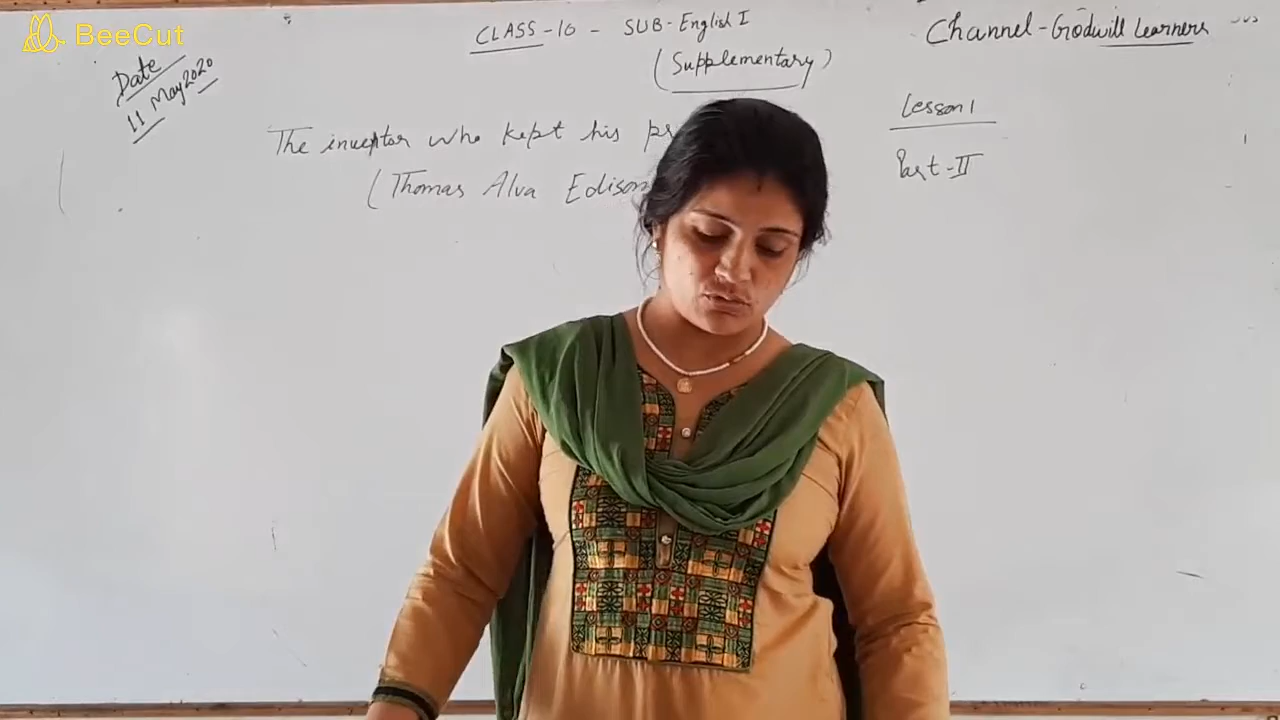 BeeCut
CLASS-10 - SUB-English I
(Supplementary)
Channel-Godwill Learners
Date
11 May 2020
Lesson 1
Part-II
The inventor who kept his
(Thomas Alva Edison